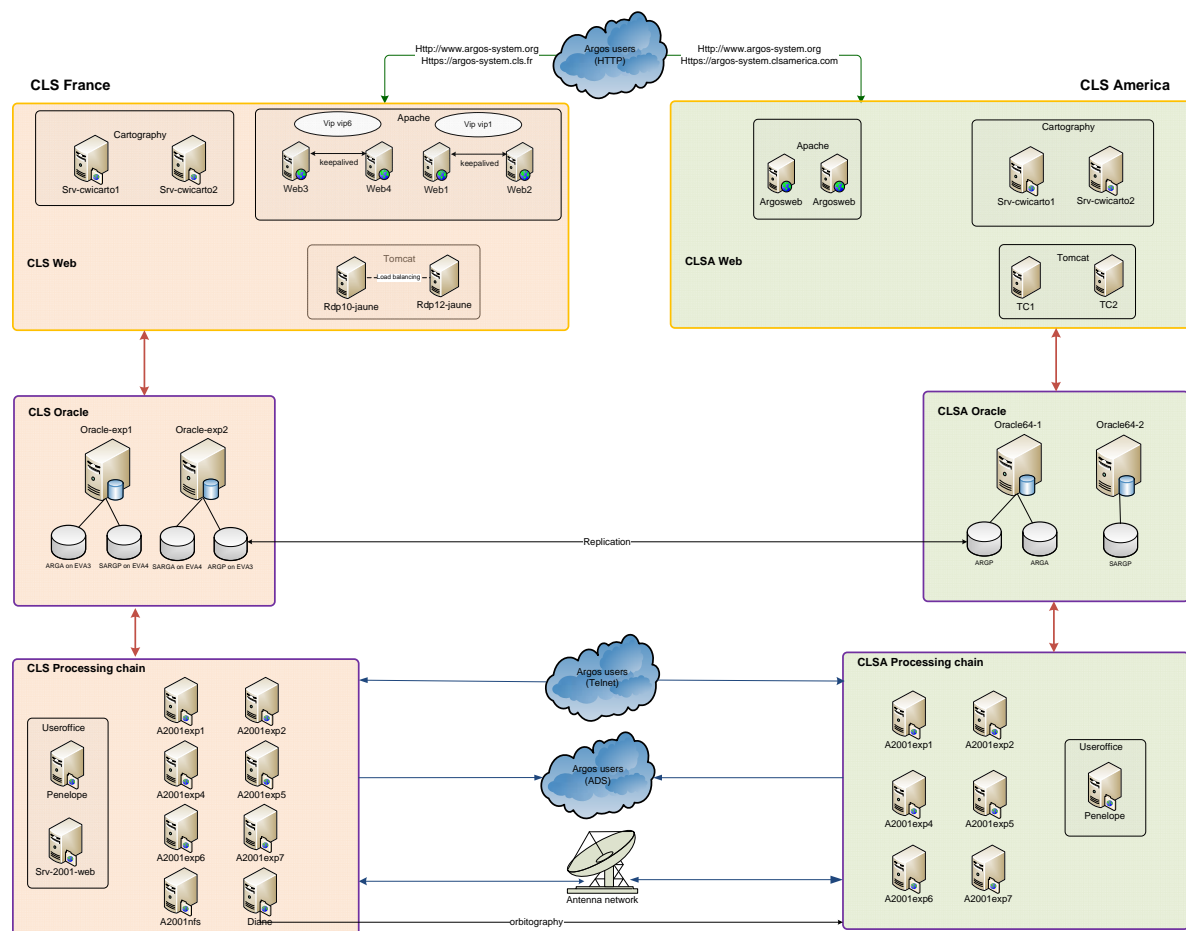 Http://www.argos-system.org
Https://argos-system.cls.fr
Argos users
(HTTP)
Http://www.argos-system.org
Https://argos-system.clsamerica.com
CLS France
CLS America
Cartography
Srv-cwicarto1
Srv-cwicarto2
Apache
Vip vip6
Vip vip1
keepalived
keepalived
Web3
Web4
Web1
Web2
CLS Web
Tomcat
Load balancing
Rdp10-jaune
Rdp12-jaune
Apache
Argosweb
Argosweb
Cartography
Srv-cwicarto1
Srv-cwicarto2
CLSA Web
Tomcat
TC1
TC2
CLS Oracle
Oracle-exp1
Oracle-exp2
ARGA on EVA3
SARGP on EVA4
SARGA on EVA4
ARGP on EVA3
Replication
CLSA Oracle
Oracle64-1
Oracle64-2
ARGP
ARGA
SARGP
CLS Processing chain
Useroffice
Penelope
Srv-2001-web
A2001exp1
A2001exp2
A2001exp4
A2001exp5
A2001exp6
A2001exp7
A2001nfs
Diane
Argos users
(Telnet)
Argos users
(ADS)
Antenna network
orbitography
CLSA Processing chain
A2001exp1
A2001exp2
A2001exp4
A2001exp5
A2001exp6
A2001exp7
Useroffice
Penelope